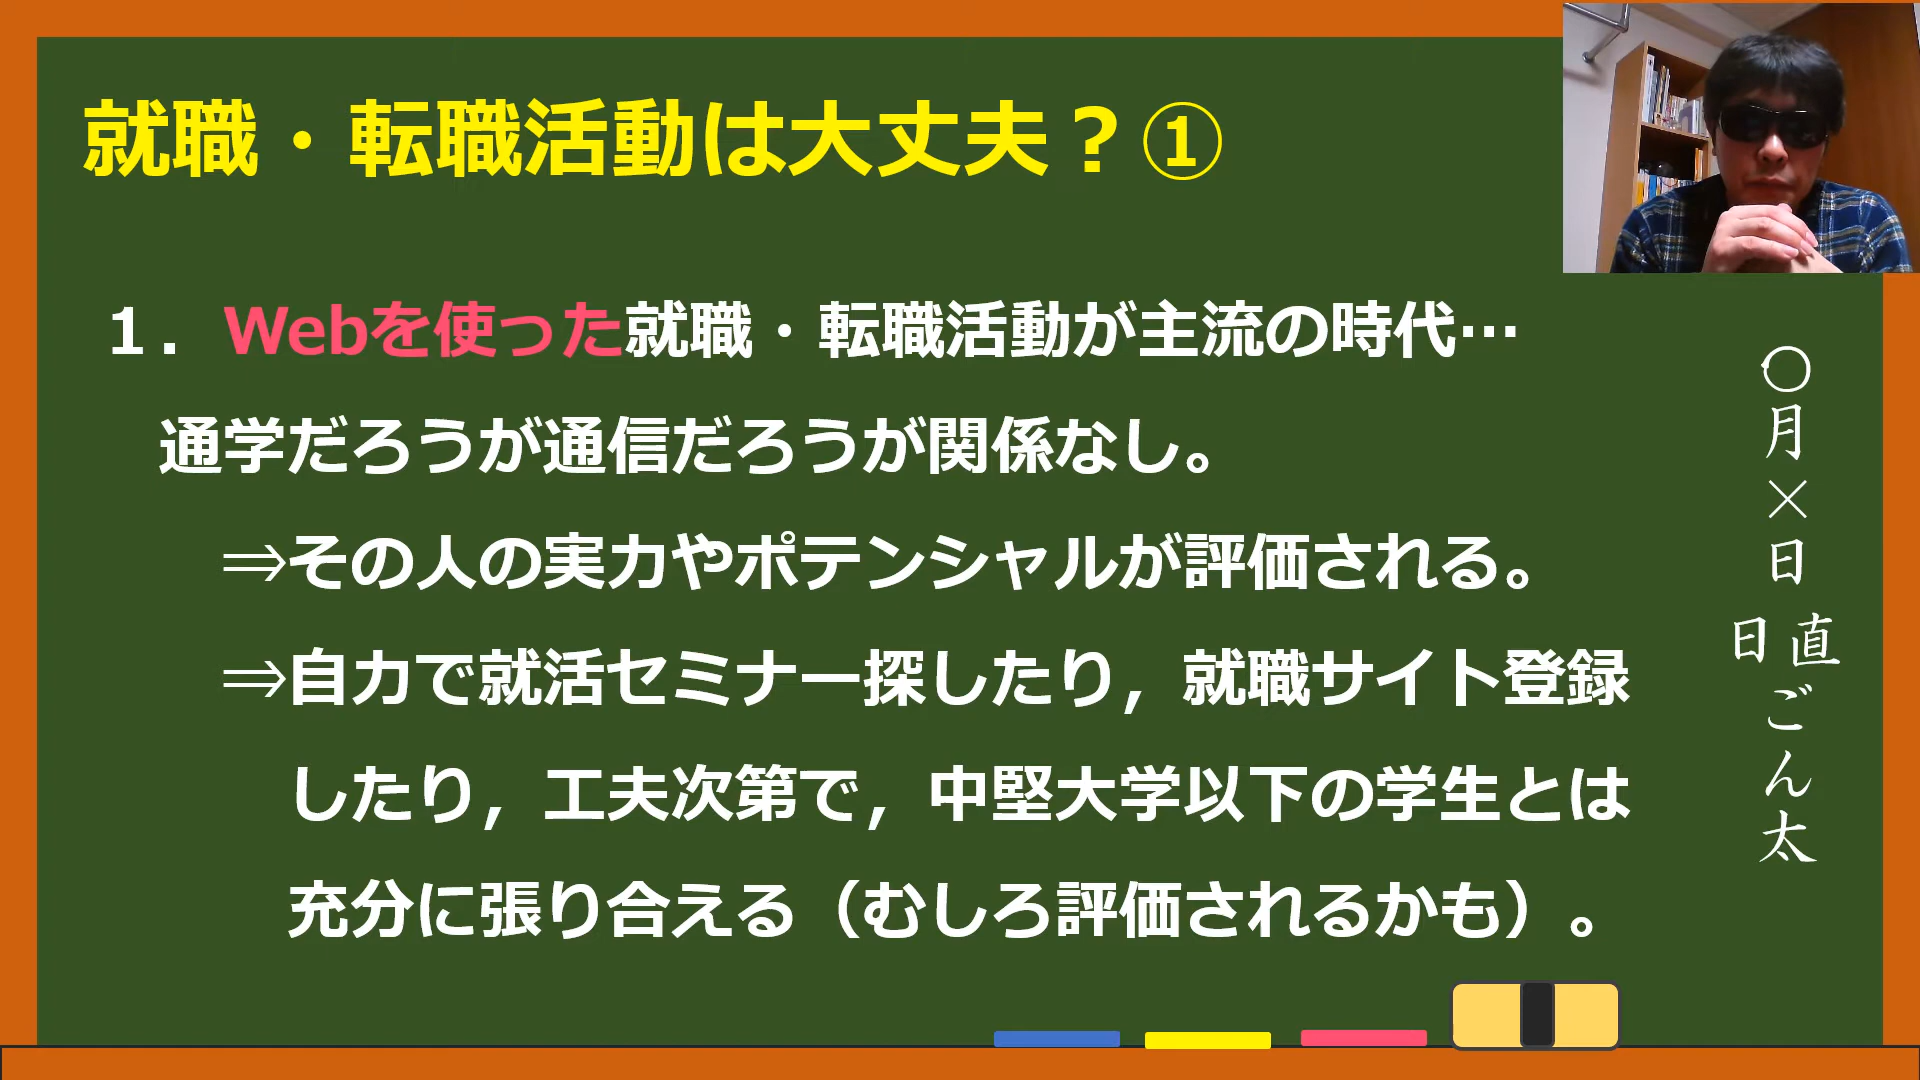 就職・転職活動は大丈夫？①
１．Webを使った就職・転職活動が主流の時代…
通学だろうが通信だろうが関係なし。
⇒その人の実力やポテンシャルが評価される。
⇒自力で就活セミナー探したり，就職サイト登録
したり，工夫次第で，中堅大学以下の学生とは
充分に張り合える（むしろ評価されるかも）。
〇月×日
日直
ごん太